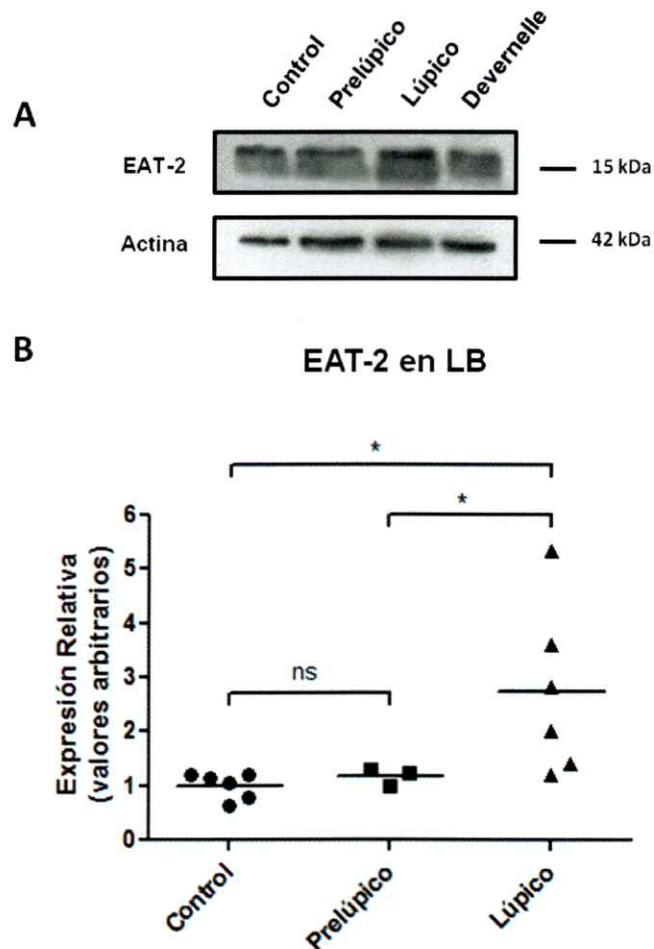 Control Prelúpico Lúpico Devernelle
A
EAT-2 15 kDa
Actina 42 kDa
B
EAT-2 en LB
*
*
ns
Expresión Relativa
(valores arbitrarios)
6
5
4
3
2
1
0
Control Prelúpico Lúpico